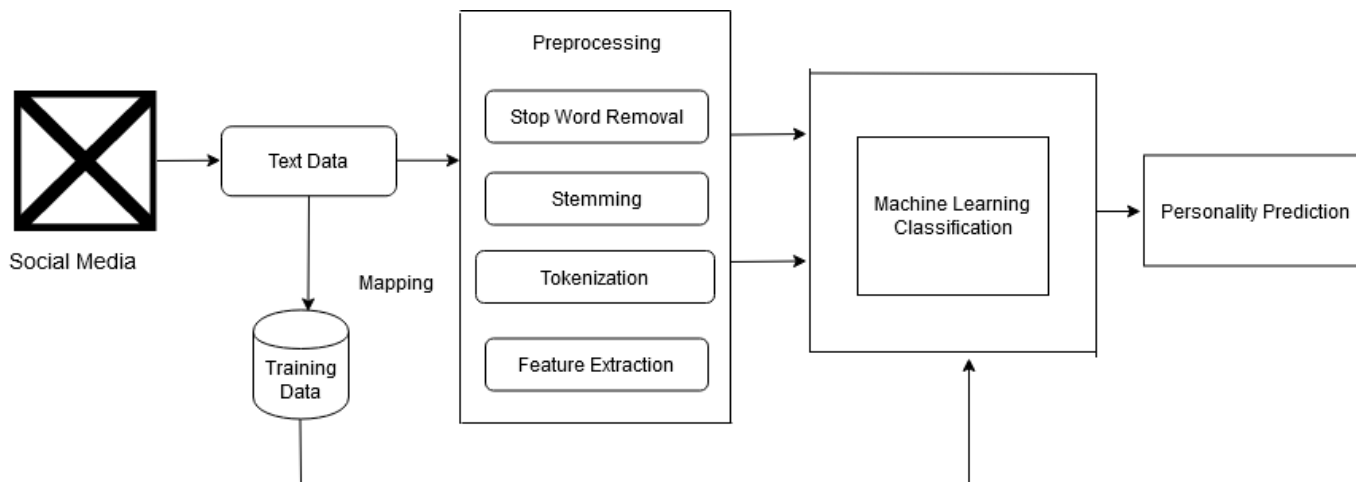 Social Media
Text Data
Mapping
Training
Data
Preprocessing
Stop Word Removal
Stemming
Tokenization
Feature Extraction
Machine Learning
Classification
Personality Prediction